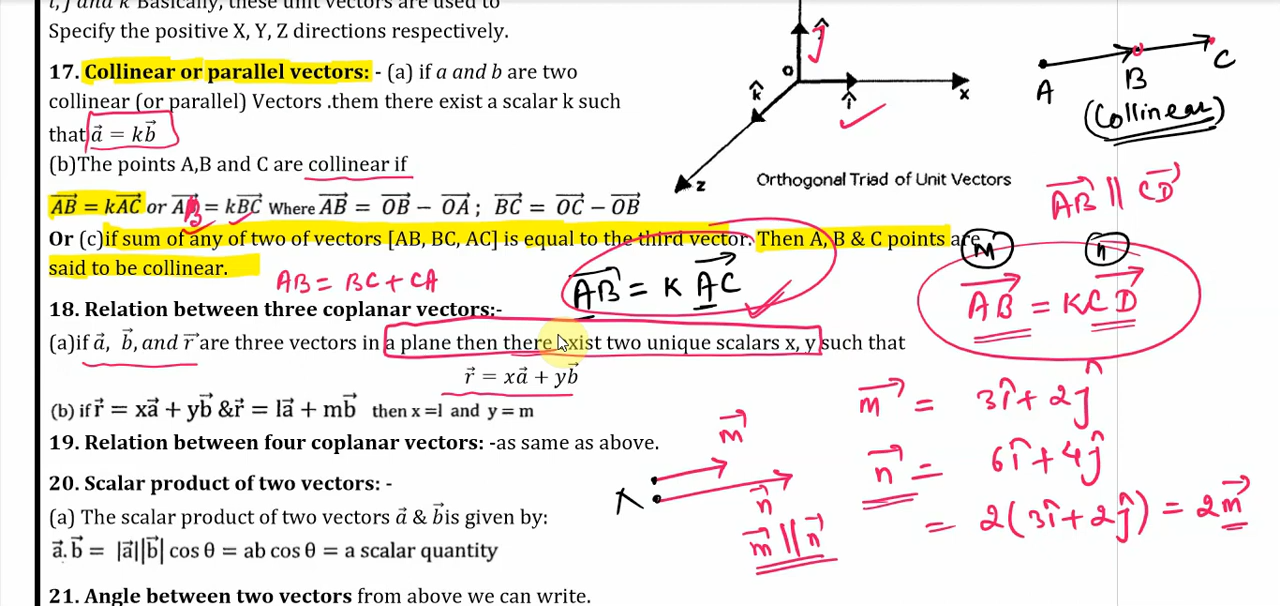 i, j and k Basically, these unit vectors are used to
Specify the positive X, Y, Z directions respectively.
17. Collinear or parallel vectors: - (a) if a and b are two
collinear (or parallel) Vectors .them there exist a scalar k such
that a⃗ = kb⃗
(b)The points A,B and C are collinear if
AB⃗ = kAC⃗ or AB⃗ = kBC⃗ Where AB⃗ = OB⃗ − OA⃗ ; BC⃗ = OC⃗ − OB⃗
Or (c)if sum of any of two of vectors [AB, BC, AC] is equal to the third vector. Then A, B & C points are
said to be collinear.
AB = BC + CA
AB⃗ = K AC⃗
18. Relation between three coplanar vectors:-
(a)if a⃗, b⃗, and r⃗ are three vectors in a plane then there exist two unique scalars x, y such that
r⃗ = xa⃗ + yb⃗
(b) if r⃗ = xa⃗ + yb⃗ &r⃗ = la⃗ + mb⃗ then x =l and y = m
19. Relation between four coplanar vectors: -as same as above.
20. Scalar product of two vectors: -
(a) The scalar product of two vectors a⃗ & b⃗is given by:
a⃗.b⃗ = |a⃗||b⃗| cos θ = ab cos θ = a scalar quantity
21. Angle between two vectors from above we can write.
ĵ
O
k̂
î
X
Z
Orthogonal Triad of Unit Vectors
A
B
C
(Collinear)
AB⃗ || CD⃗
M
n
AB⃗ = KCD⃗
m⃗ = 3î + 2ĵ
n⃗ = 6î + 4ĵ
= 2(3î + 2ĵ) = 2m⃗
m⃗
n⃗
m⃗ || n⃗